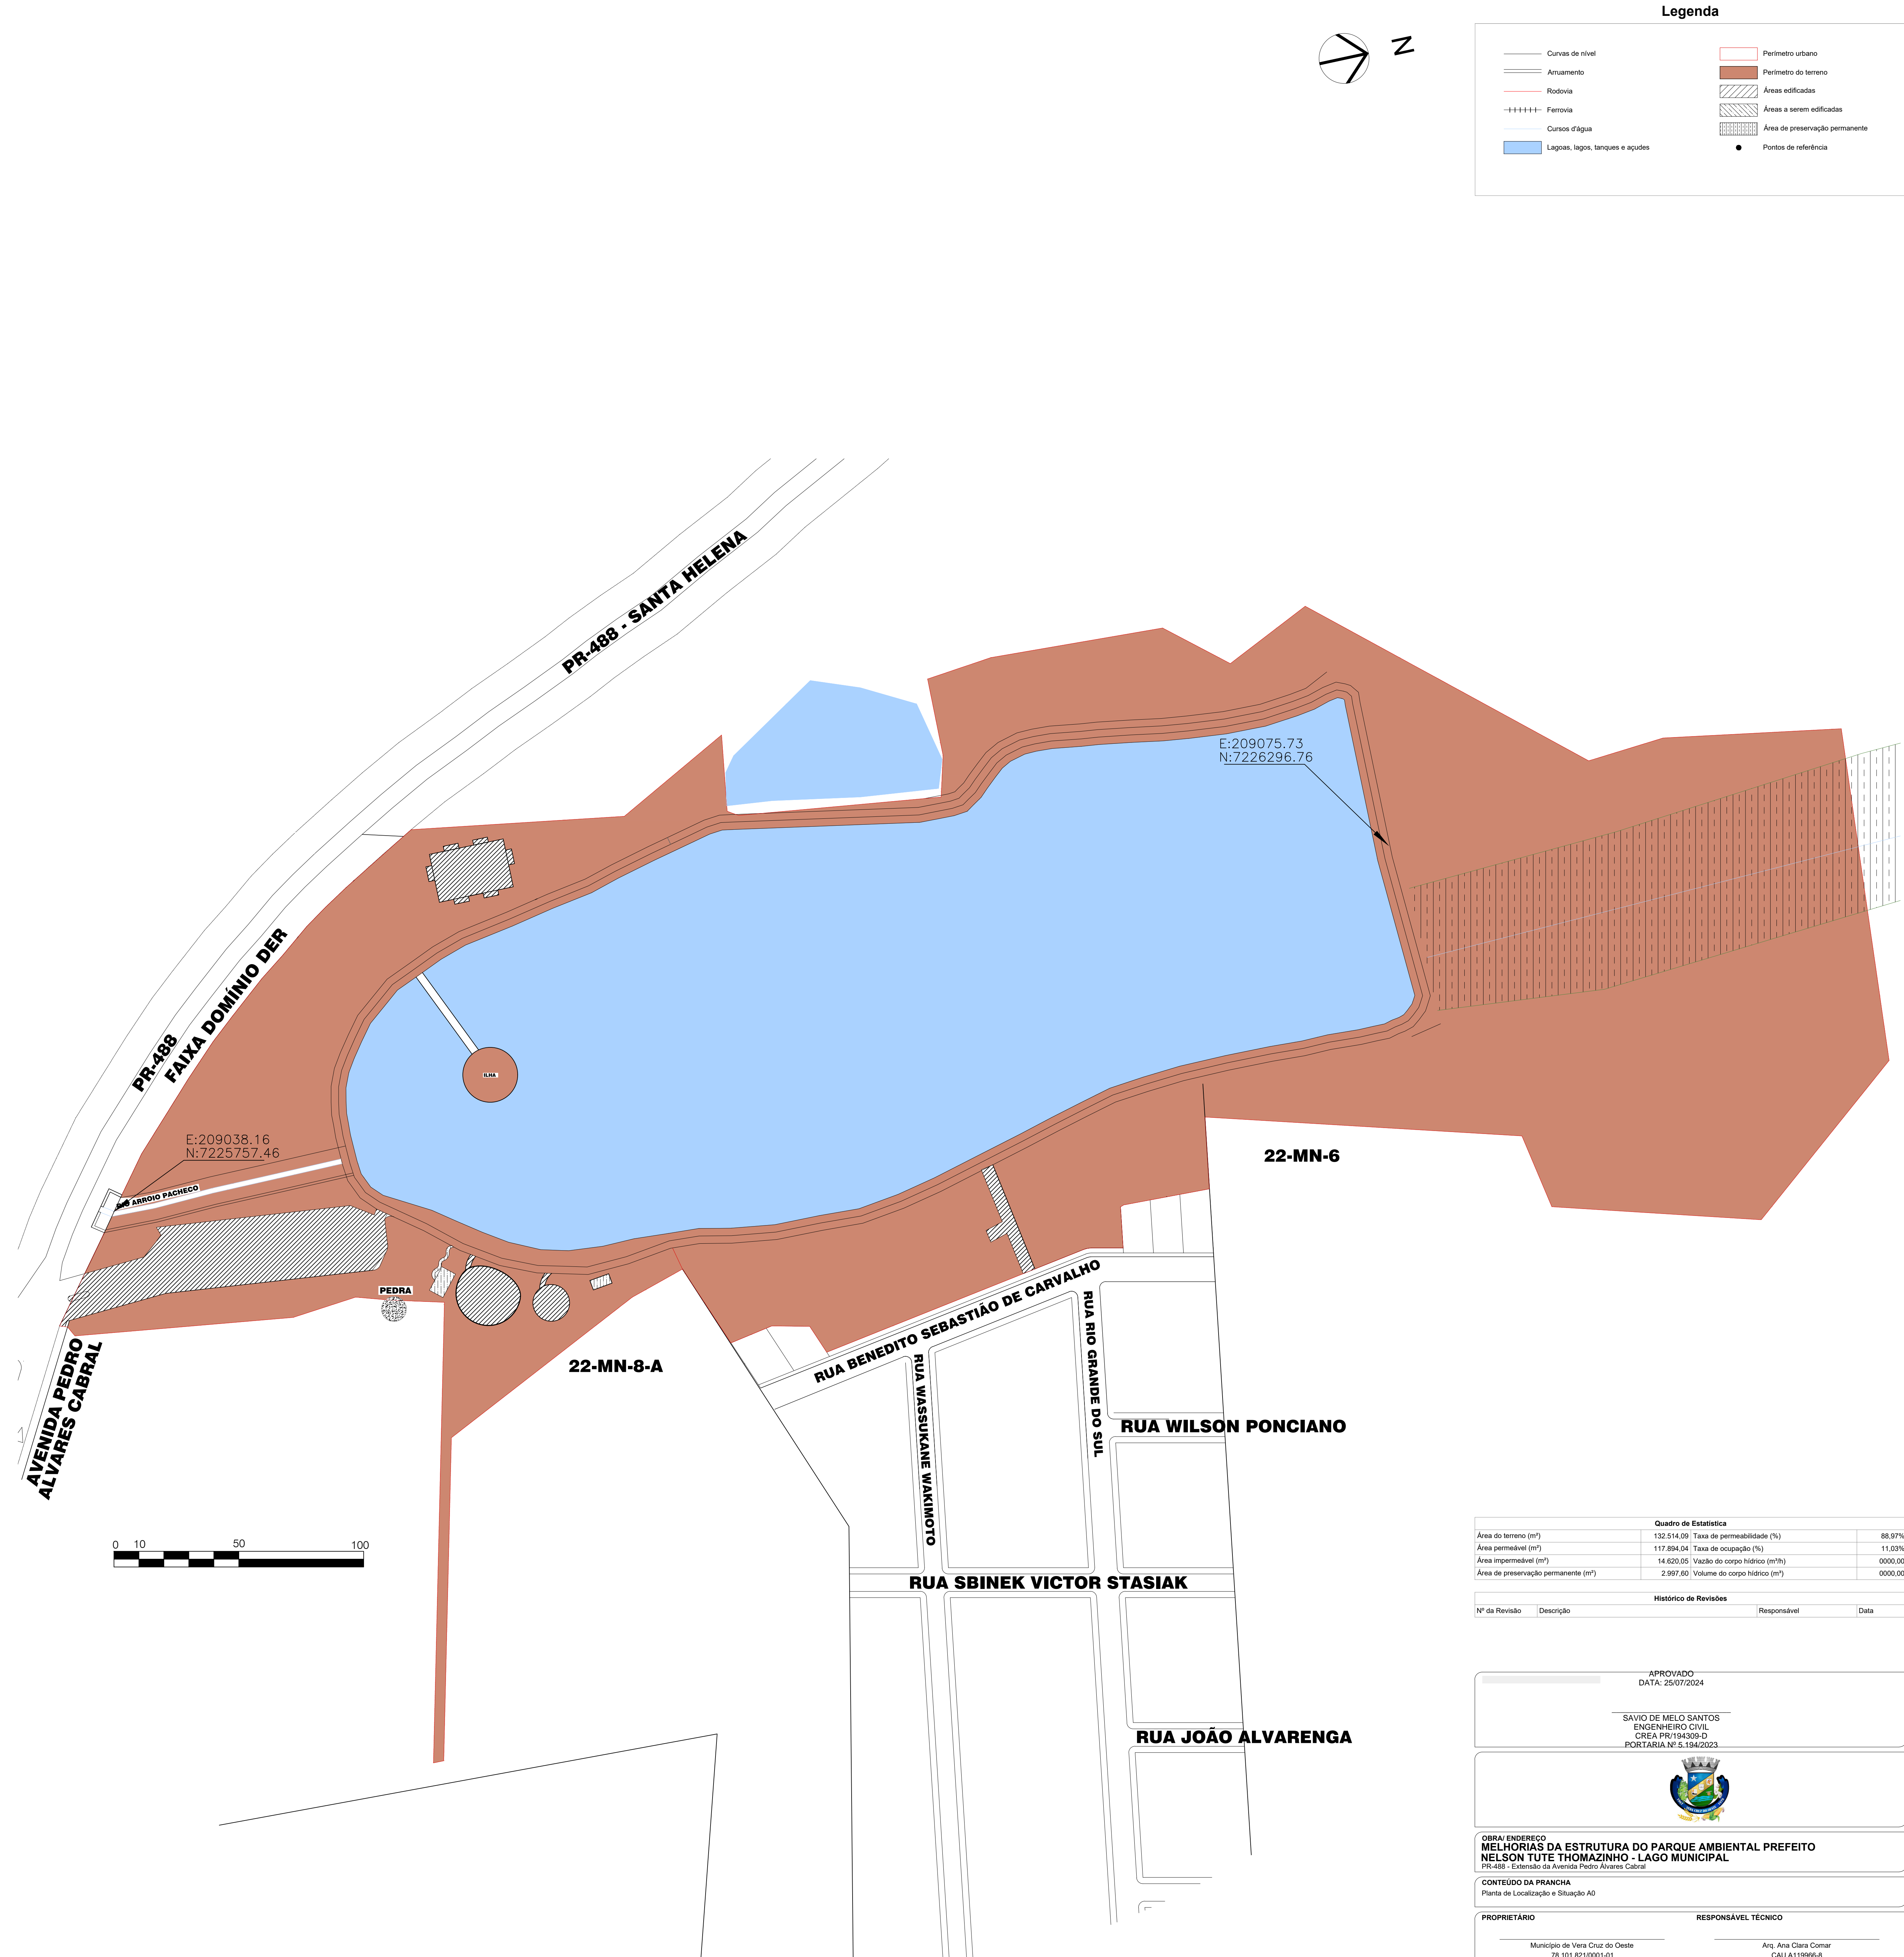 Legenda
N
Curvas de nível
Arruamento
Rodovia
Ferrovia
Cursos d'água
Lagoas, lagos, tanques e açudes
Perímetro urbano
Perímetro do terreno
Áreas edificadas
Áreas a serem edificadas
Área de preservação permanente
Pontos de referência
PR-488 - SANTA HELENA
E:209075.73
N:7226296.76
FAIXA DOMÍNIO DER
PR-488
ILHA
E:209038.16
N:7225757.46
RIO ARROIO PACHECO
22-MN-6
PEDRA
22-MN-8-A
RUA BENEDITO SEBASTIÃO DE CARVALHO
RUA RIO GRANDE DO SUL
RUA WASSUKANE WAKIMOTO
AVENIDA PEDRO
ALVARES CABRAL
RUA WILSON PONCIANO
0 10 50 100
RUA SBINEK VICTOR STASIAK
RUA JOÃO ALVARENGA
Quadro de Estatística
Área do terreno (m²) 132.514,09 Taxa de permeabilidade (%) 88,97%
Área permeável (m²) 117.894,04 Taxa de ocupação (%) 11,03%
Área impermeável (m²) 14.620,05 Vazão do corpo hídrico (m³/h) 0000,00
Área de preservação permanente (m²) 2.997,60 Volume do corpo hídrico (m³) 0000,00
Histórico de Revisões
Nº da Revisão Descrição Responsável Data
APROVADO
DATA: 25/07/2024
SAVIO DE MELO SANTOS
ENGENHEIRO CIVIL
CREA PR/194309-D
PORTARIA Nº 5.194/2023
OBRA/ ENDEREÇO
MELHORIAS DA ESTRUTURA DO PARQUE AMBIENTAL PREFEITO
NELSON TUTE THOMAZINHO - LAGO MUNICIPAL
PR-488 - Extensão da Avenida Pedro Álvares Cabral
CONTEÚDO DA PRANCHA
Planta de Localização e Situação A0
PROPRIETÁRIO RESPONSÁVEL TÉCNICO
Município de Vera Cruz do Oeste Arq. Ana Clara Comar
78.101.821/0001-01 CAU A119966-8